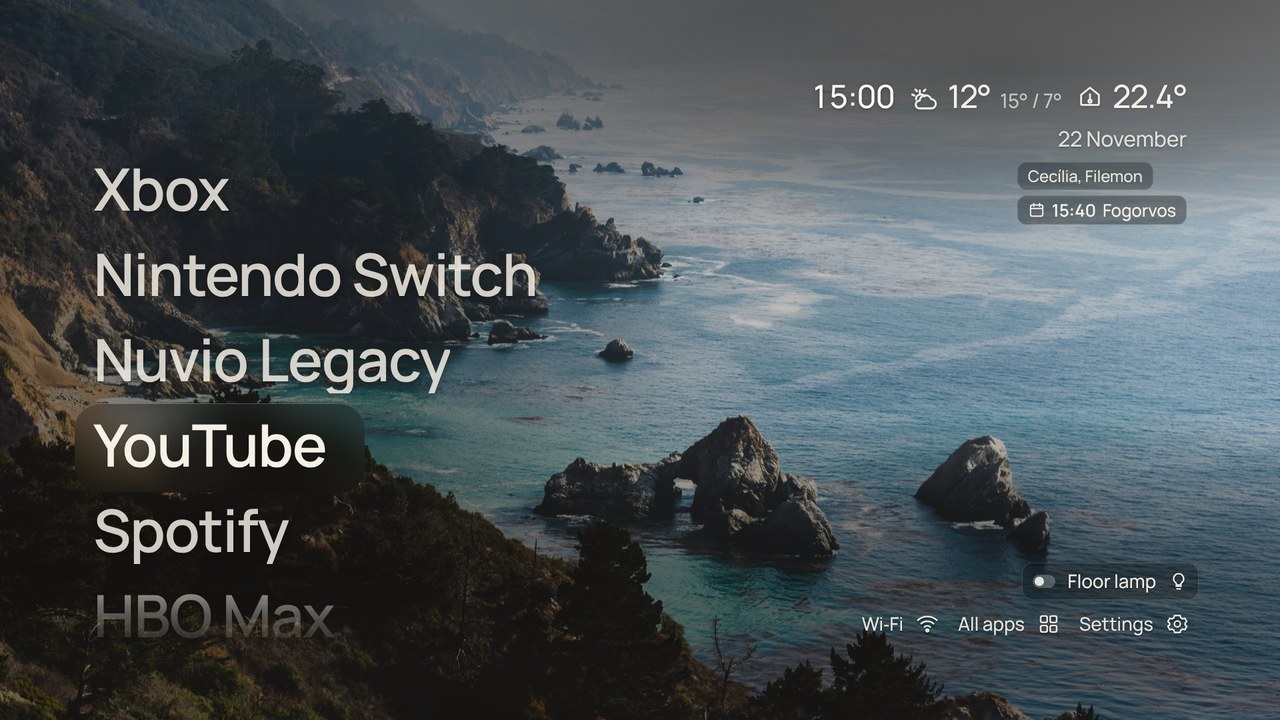 15:00 12° 15° / 7° 22.4°
22 November
Cecília, Filemon
15:40 Fogorvos
Xbox
Nintendo Switch
Nuvio Legacy
YouTube
Spotify
HBO Max
Floor lamp
Wi-Fi All apps Settings